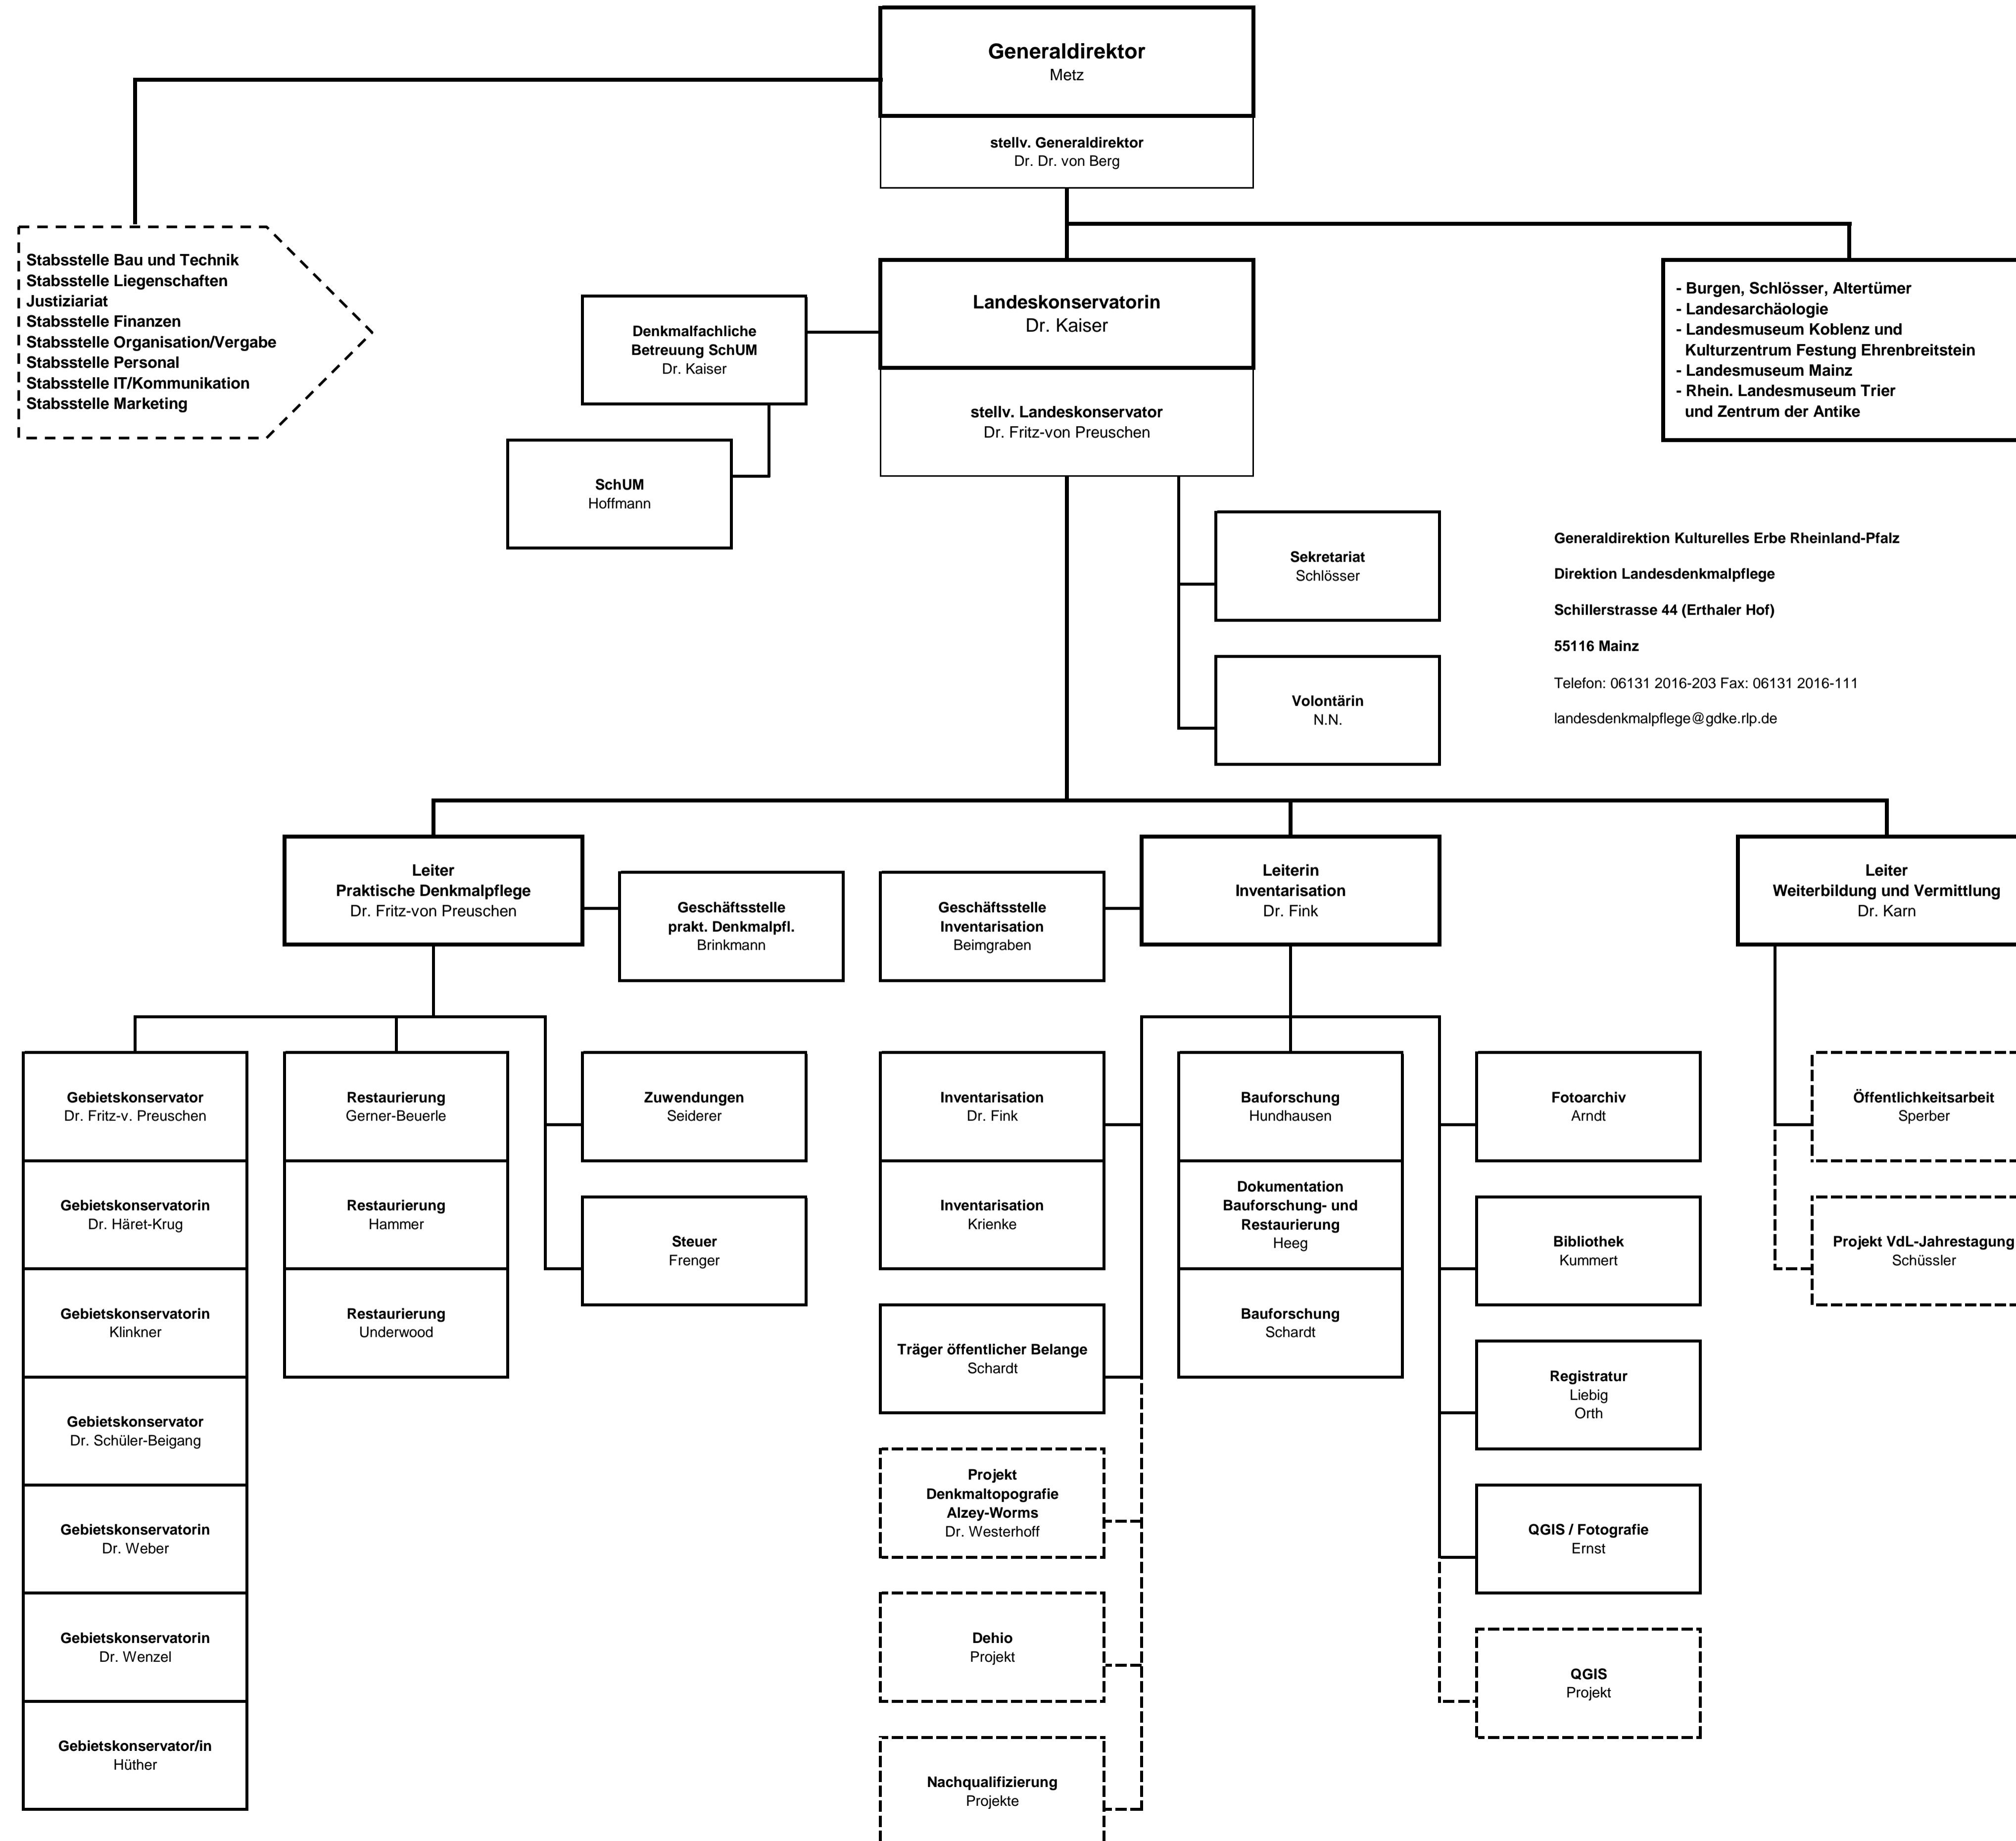 Generaldirektor
Metz
stellv. Generaldirektor
Dr. Dr. von Berg
Stabsstelle Bau und Technik
Stabsstelle Liegenschaften
Justiziariat
Stabsstelle Finanzen
Stabsstelle Organisation/Vergabe
Stabsstelle Personal
Stabsstelle IT/Kommunikation
Stabsstelle Marketing
Denkmalfachliche
Betreuung SchUM
Dr. Kaiser
SchUM
Hoffmann
Landeskonservatorin
Dr. Kaiser
stellv. Landeskonservator
Dr. Fritz-von Preuschen
- Burgen, Schlösser, Altertümer
- Landesarchäologie
- Landesmuseum Koblenz und
Kulturzentrum Festung Ehrenbreitstein
- Landesmuseum Mainz
- Rhein. Landesmuseum Trier
und Zentrum der Antike
Sekretariat
Schlösser
Volontärin
N.N.
Generaldirektion Kulturelles Erbe Rheinland-Pfalz
Direktion Landesdenkmalpflege
Schillerstrasse 44 (Erthaler Hof)
55116 Mainz
Telefon: 06131 2016-203 Fax: 06131 2016-111
landesdenkmalpflege@gdke.rlp.de
Leiter
Praktische Denkmalpflege
Dr. Fritz-von Preuschen
Geschäftsstelle
prakt. Denkmalpfl.
Brinkmann
Geschäftsstelle
Inventarisation
Beimgraben
Leiterin
Inventarisation
Dr. Fink
Leiter
Weiterbildung und Vermittlung
Dr. Karn
Gebietskonservator
Dr. Fritz-v. Preuschen
Gebietskonservatorin
Dr. Häret-Krug
Gebietskonservatorin
Klinkner
Gebietskonservator
Dr. Schüler-Beigang
Gebietskonservatorin
Dr. Weber
Gebietskonservatorin
Dr. Wenzel
Gebietskonservator/in
Hüther
Restaurierung
Gerner-Beuerle
Restaurierung
Hammer
Restaurierung
Underwood
Zuwendungen
Seiderer
Steuer
Frenger
Inventarisation
Dr. Fink
Inventarisation
Krienke
Träger öffentlicher Belange
Schardt
Projekt
Denkmaltopografie
Alzey-Worms
Dr. Westerhoff
Dehio
Projekt
Nachqualifizierung
Projekte
Bauforschung
Hundhausen
Dokumentation
Bauforschung- und
Restaurierung
Heeg
Bauforschung
Schardt
Fotoarchiv
Arndt
Bibliothek
Kummert
Registratur
Liebig
Orth
QGIS / Fotografie
Ernst
QGIS
Projekt
Öffentlichkeitsarbeit
Sperber
Projekt VdL-Jahrestagung
Schüssler